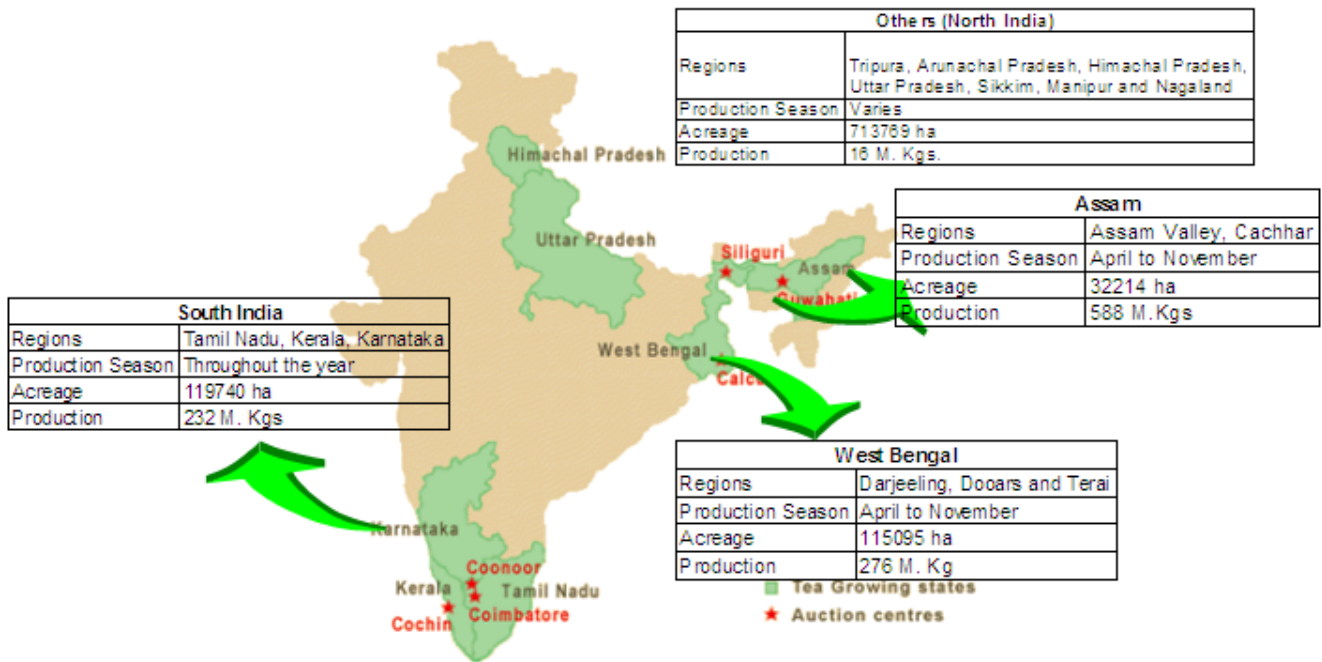 Others (North India)
Regions
Tripura, Arunachal Pradesh, Himachal Pradesh,
Uttar Pradesh, Sikkim, Manipur and Nagaland
Production Season Varies
Acreage 713769 ha
Production 16 M. Kgs.
Himachal Pradesh
Uttar Pradesh
Siliguri
Assam
Assam
Regions Assam Valley, Cachhar
Production Season April to November
Acreage 32214 ha
Production 588 M.Kgs
South India
Regions Tamil Nadu, Kerala, Karnataka
Production Season Throughout the year
Acreage 119740 ha
Production 232 M. Kgs
West Bengal
West Bengal
Regions Darjeeling, Dooars and Terai
Production Season April to November
Acreage 115095 ha
Production 276 M. Kg
Karnataka
Coonoor
Kerala
Tamil Nadu
Coimbatore
Cochin
Tea Growing states
Auction centres